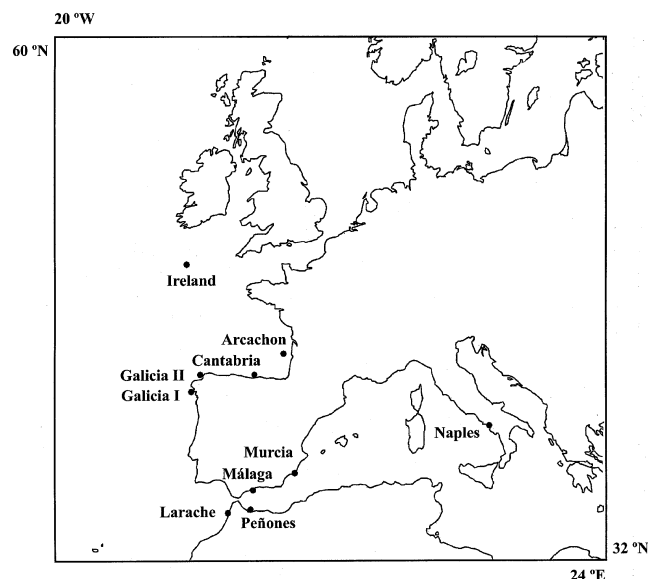 20 ºW
60 ºN
Ireland
Arcachon
Cantabria
Galicia II
Galicia I
Naples
Murcia
Málaga
Larache
Peñones
32 ºN
24 ºE